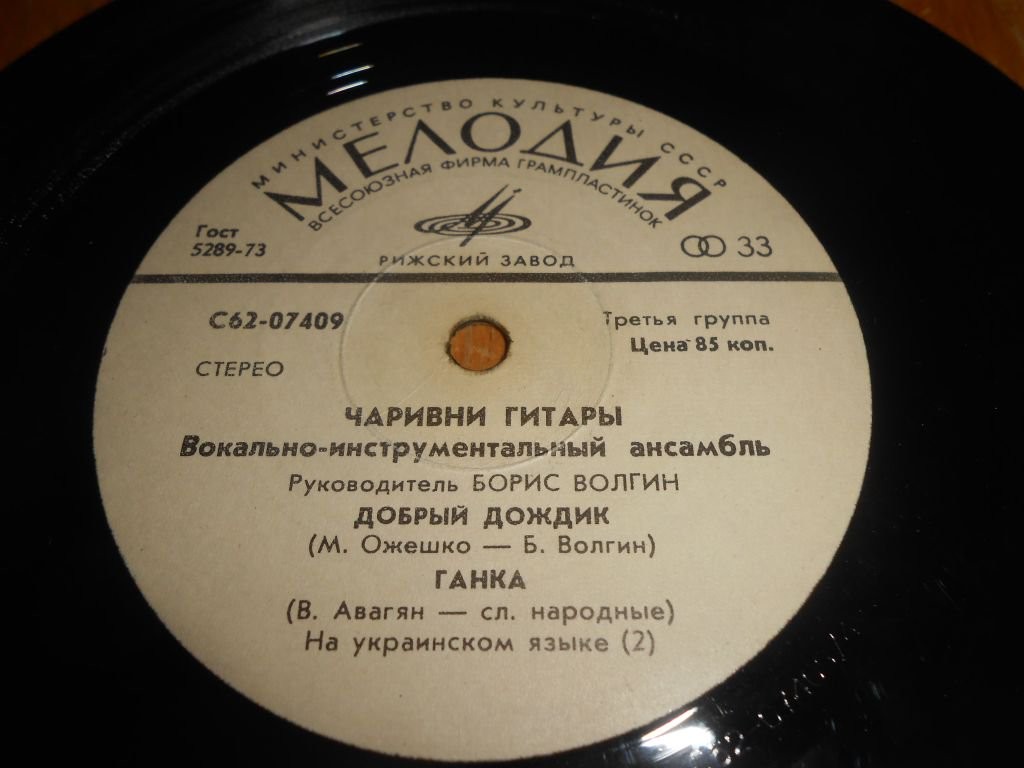 МИНИСТЕРСТВО КУЛЬТУРЫ СССР
МЕЛОДИЯ
ВСЕСОЮЗНАЯ ФИРМА ГРАМПЛАСТИНОК
Гост
5289-73
33
РИЖСКИЙ ЗАВОД
С62-07409
Третья группа
Цена 85 коп.
СТЕРЕО
ЧАРИВНИ ГИТАРЫ
Вокально-инструментальный ансамбль
Руководитель БОРИС ВОЛГИН
ДОБРЫЙ ДОЖДИК
(М. Ожешко — Б. Волгин)
ГАНКА
(В. Авагян — сл. народные)
На украинском языке (2)